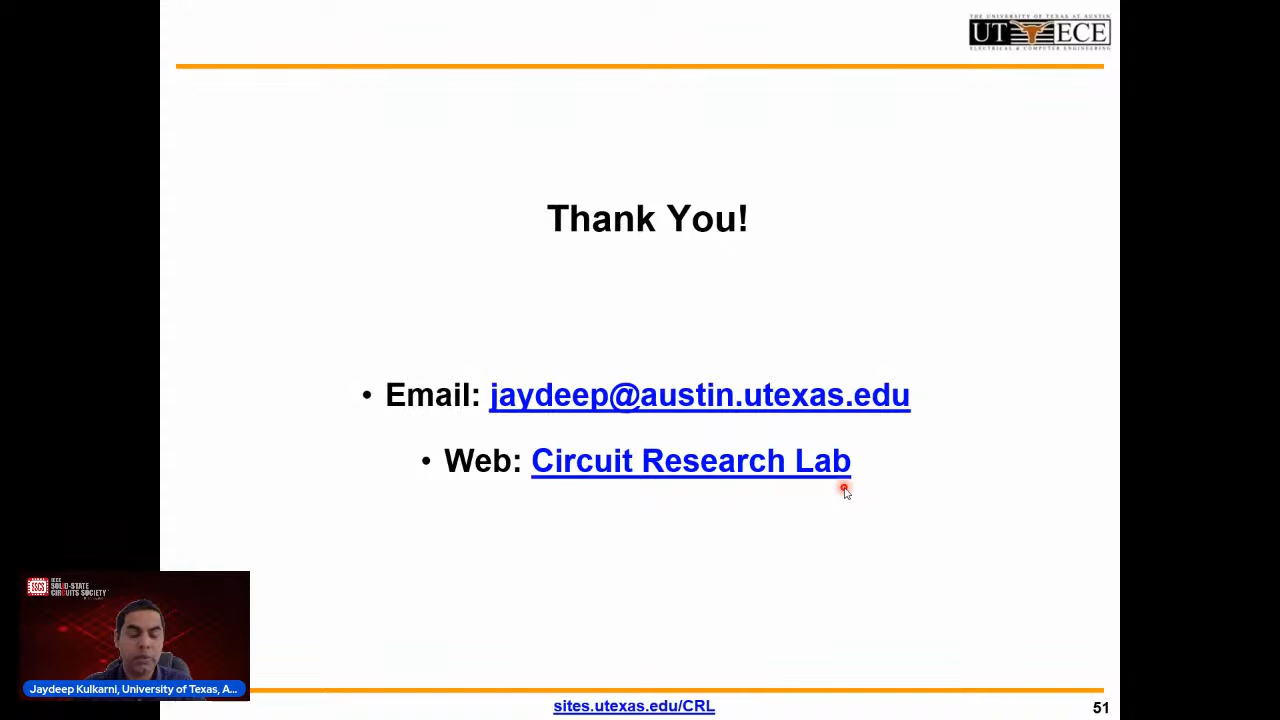 THE UNIVERSITY OF TEXAS AT AUSTIN
UT ECE
ELECTRICAL & COMPUTER ENGINEERING
Thank You!
• Email: jaydeep@austin.utexas.edu
• Web: Circuit Research Lab
SSCS
IEEE
SOLID-STATE
CIRCUITS SOCIETY
Jaydeep Kulkarni, University of Texas, A...
sites.utexas.edu/CRL
51